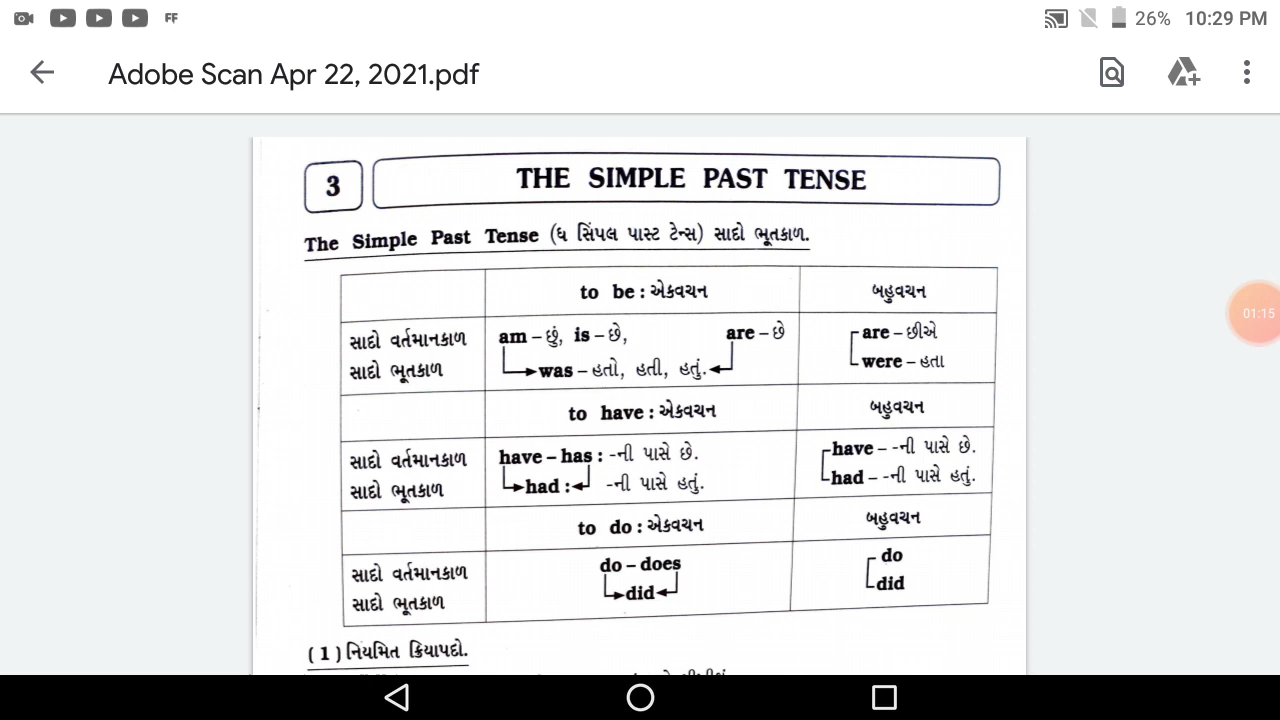 FF 26% 10:29 PM
Adobe Scan Apr 22, 2021.pdf
3 THE SIMPLE PAST TENSE
The Simple Past Tense (ધ સિંપલ પાસ્ટ ટેન્સ) સાદો ભૂતકાળ.
to be : એકવચન બહુવચન
સાદો વર્તમાનકાળ am – છું, is – છે, are – છે are – છીએ
સાદો ભૂતકાળ was – હતો, હતી, હતું. were – હતા
to have : એકવચન બહુવચન
સાદો વર્તમાનકાળ have – has : -ની પાસે છે. have – -ની પાસે છે.
સાદો ભૂતકાળ had : -ની પાસે હતું. had – -ની પાસે હતું.
to do : એકવચન બહુવચન
સાદો વર્તમાનકાળ do – does do
સાદો ભૂતકાળ did did
( 1 ) નિયમિત ક્રિયાપદો.
01:15